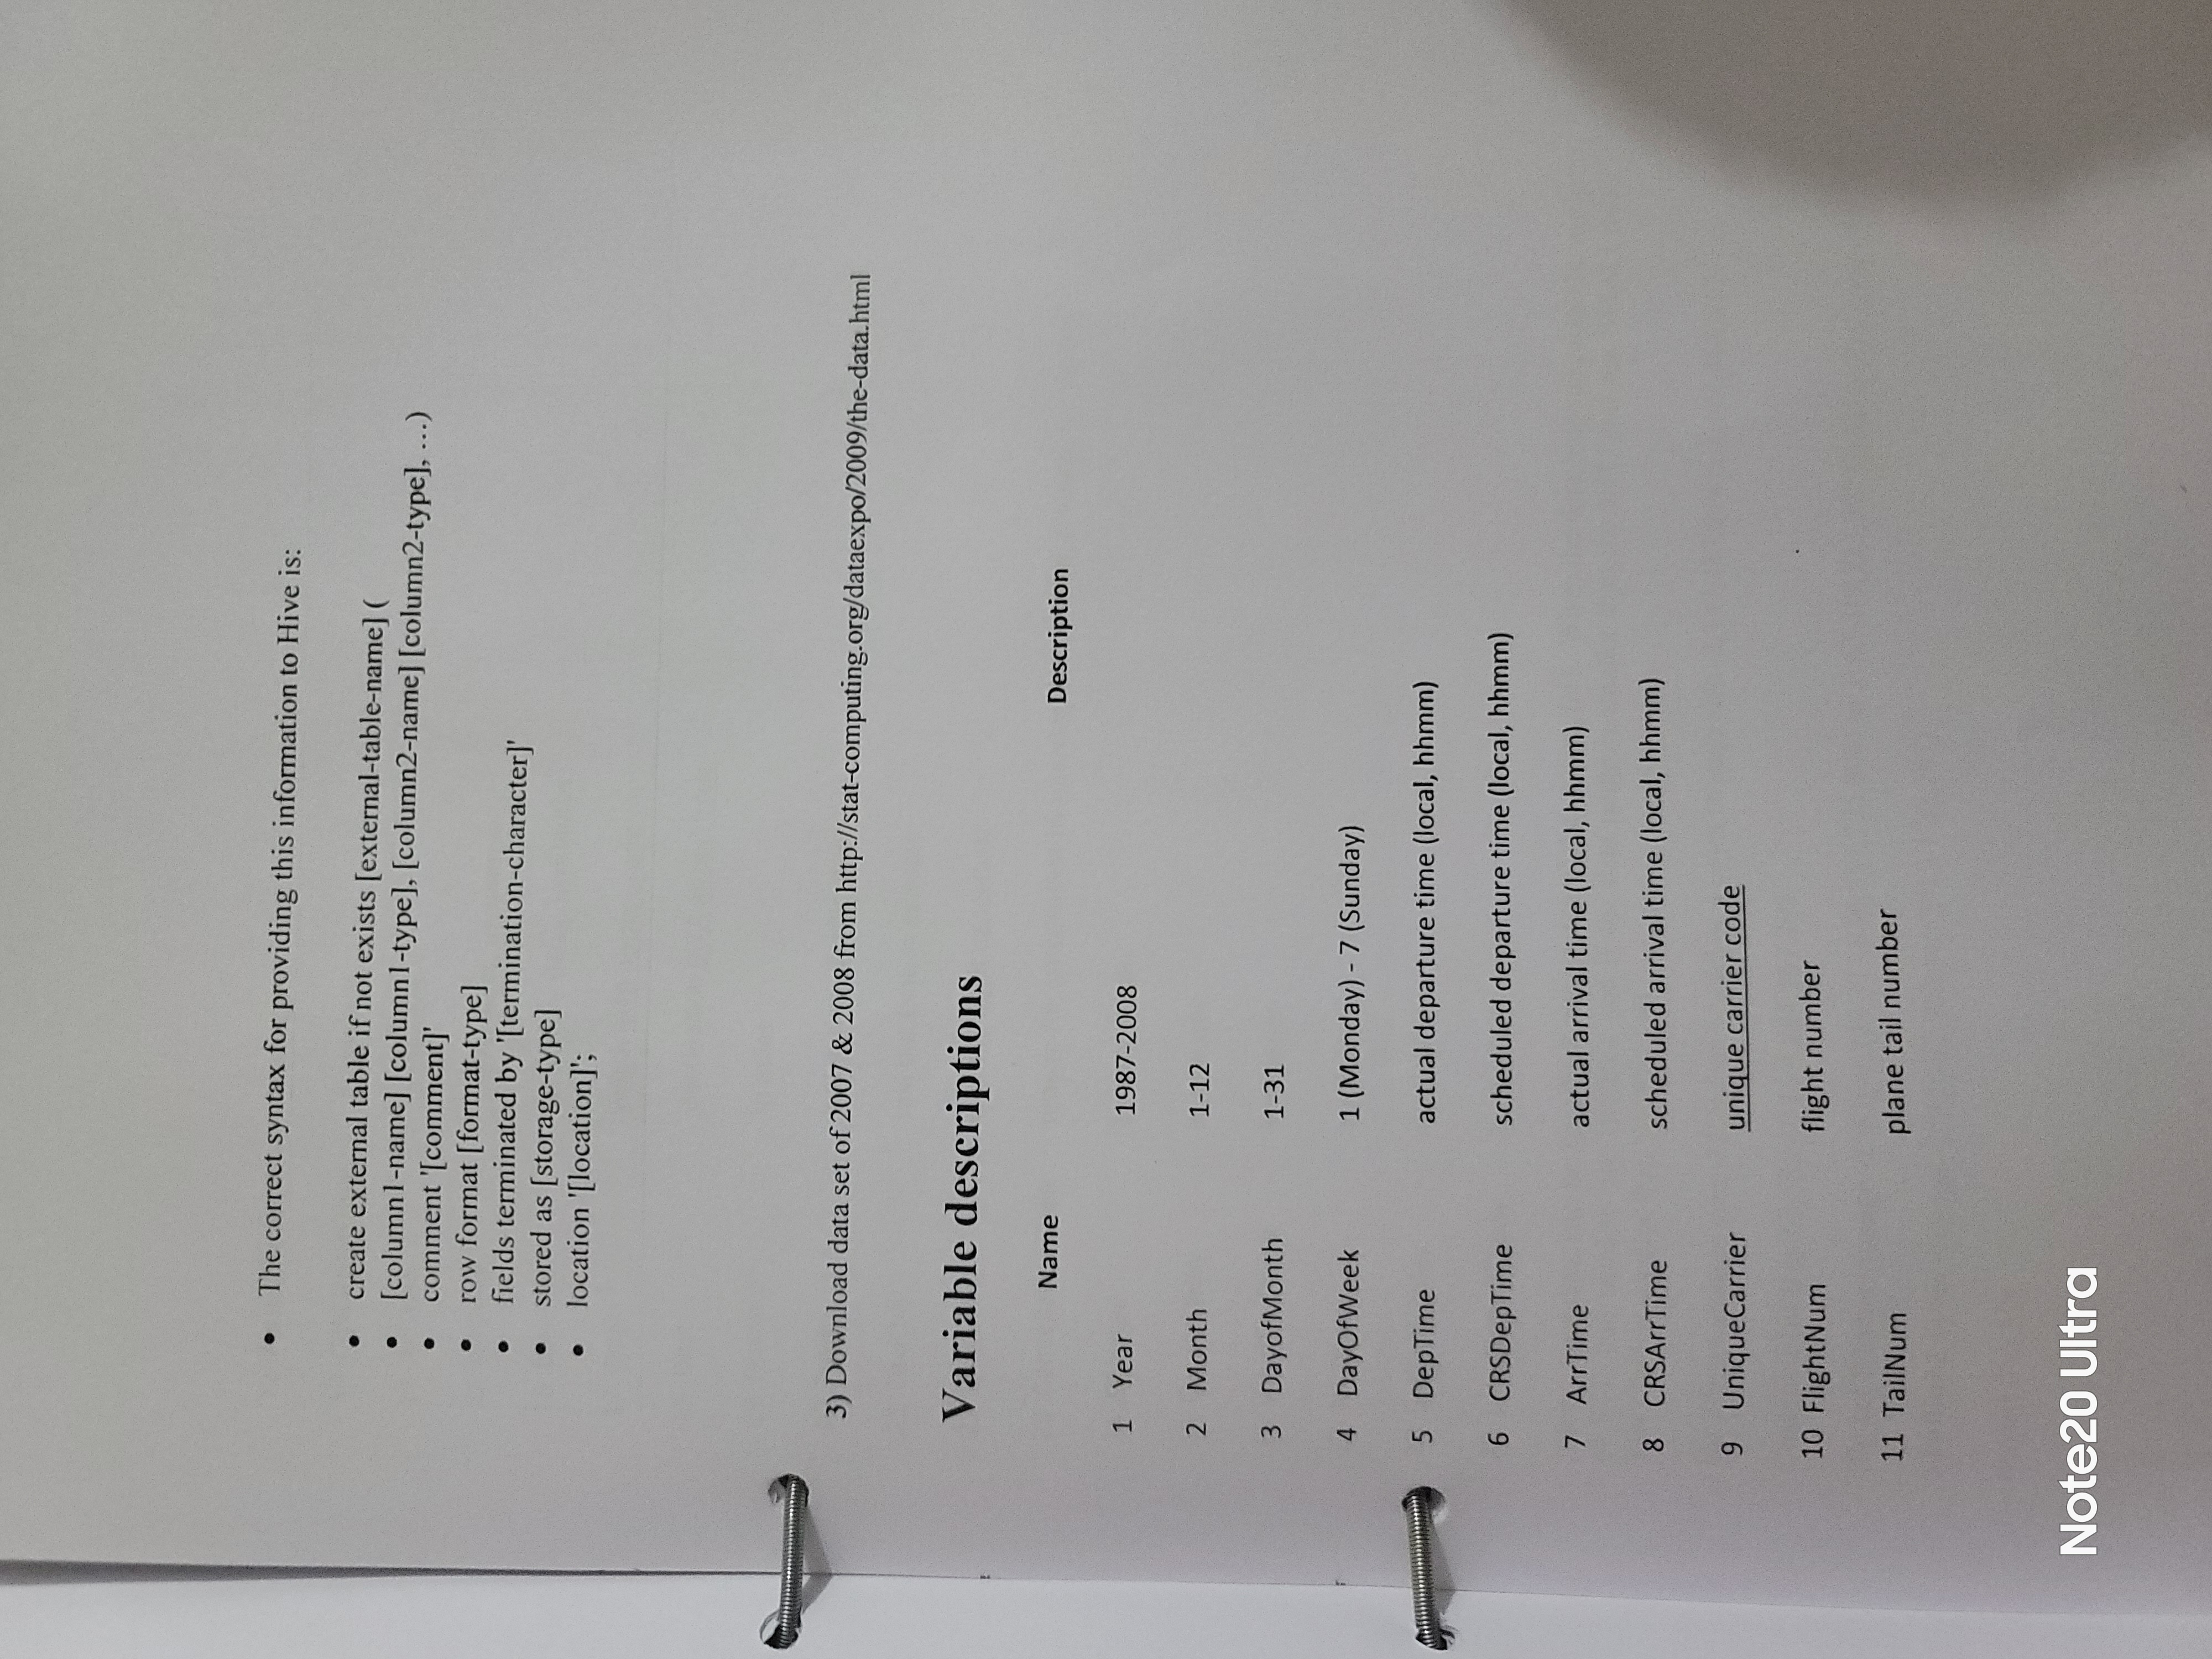 • The correct syntax for providing this information to Hive is:
• create external table if not exists [external-table-name] (
• [column1-name] [column1-type], [column2-name] [column2-type], …)
• comment '[comment]'
• row format [format-type]
• fields terminated by '[termination-character]'
• stored as [storage-type]
• location '[location]';
3) Download data set of 2007 & 2008 from http://stat-computing.org/dataexpo/2009/the-data.html
Variable descriptions
Name Description
1 Year 1987-2008
2 Month 1-12
3 DayofMonth 1-31
4 DayOfWeek 1 (Monday) - 7 (Sunday)
5 DepTime actual departure time (local, hhmm)
6 CRSDepTime scheduled departure time (local, hhmm)
7 ArrTime actual arrival time (local, hhmm)
8 CRSArrTime scheduled arrival time (local, hhmm)
9 UniqueCarrier unique carrier code
10 FlightNum flight number
11 TailNum plane tail number
Note20 Ultra